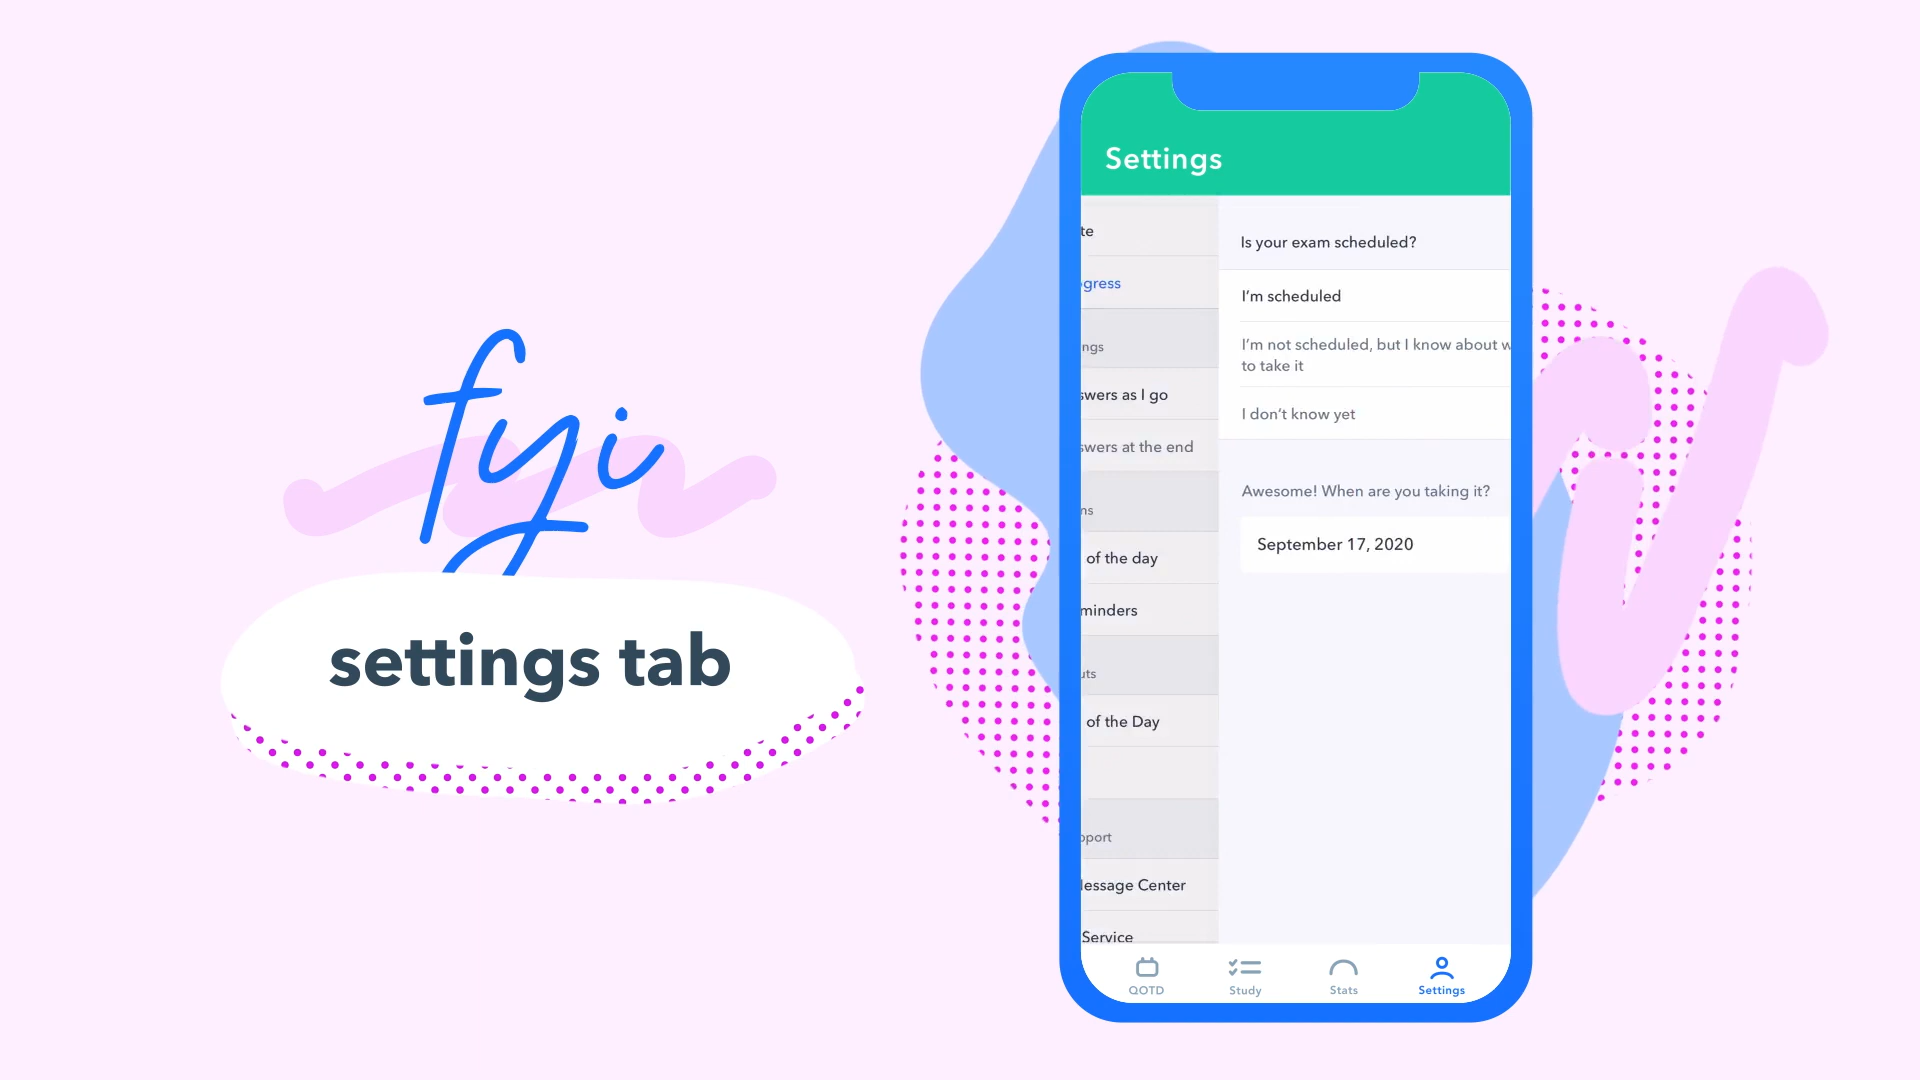 fyi
settings tab
Settings
te
ogress
ngs
swers as I go
swers at the end
ns
of the day
minders
uts
of the Day
pport
Message Center
Service
Is your exam scheduled?
I'm scheduled
I'm not scheduled, but I know about w
to take it
I don't know yet
Awesome! When are you taking it?
September 17, 2020
QOTD
Study
Stats
Settings